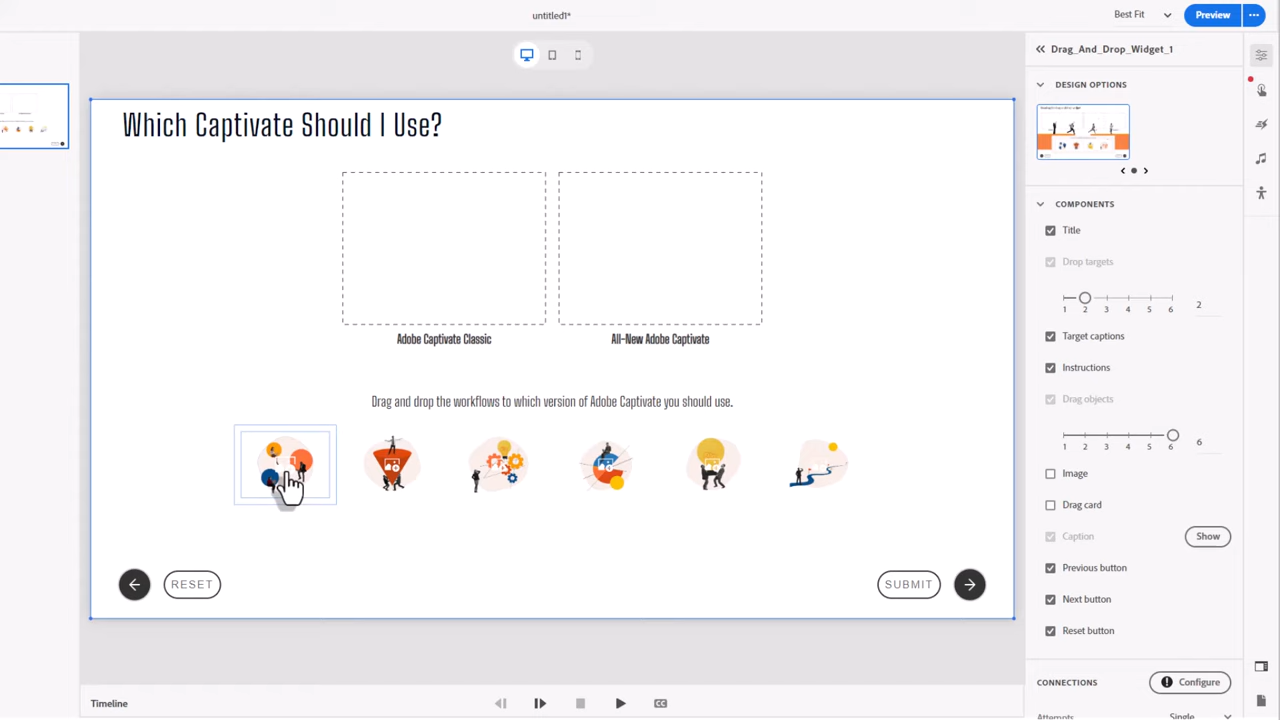 untitled1*
Best Fit
Preview
Drag_And_Drop_Widget_1
DESIGN OPTIONS
Which Captivate Should I Use?
Adobe Captivate Classic
All-New Adobe Captivate
Drag and drop the workflows to which version of Adobe Captivate you should use.
RESET
SUBMIT
COMPONENTS
Title
Drop targets
1 2 3 4 5 6
2
Target captions
Instructions
Drag objects
1 2 3 4 5 6
6
Image
Drag card
Caption
Show
Previous button
Next button
Reset button
CONNECTIONS
Configure
Attempts
Single
Timeline
CC